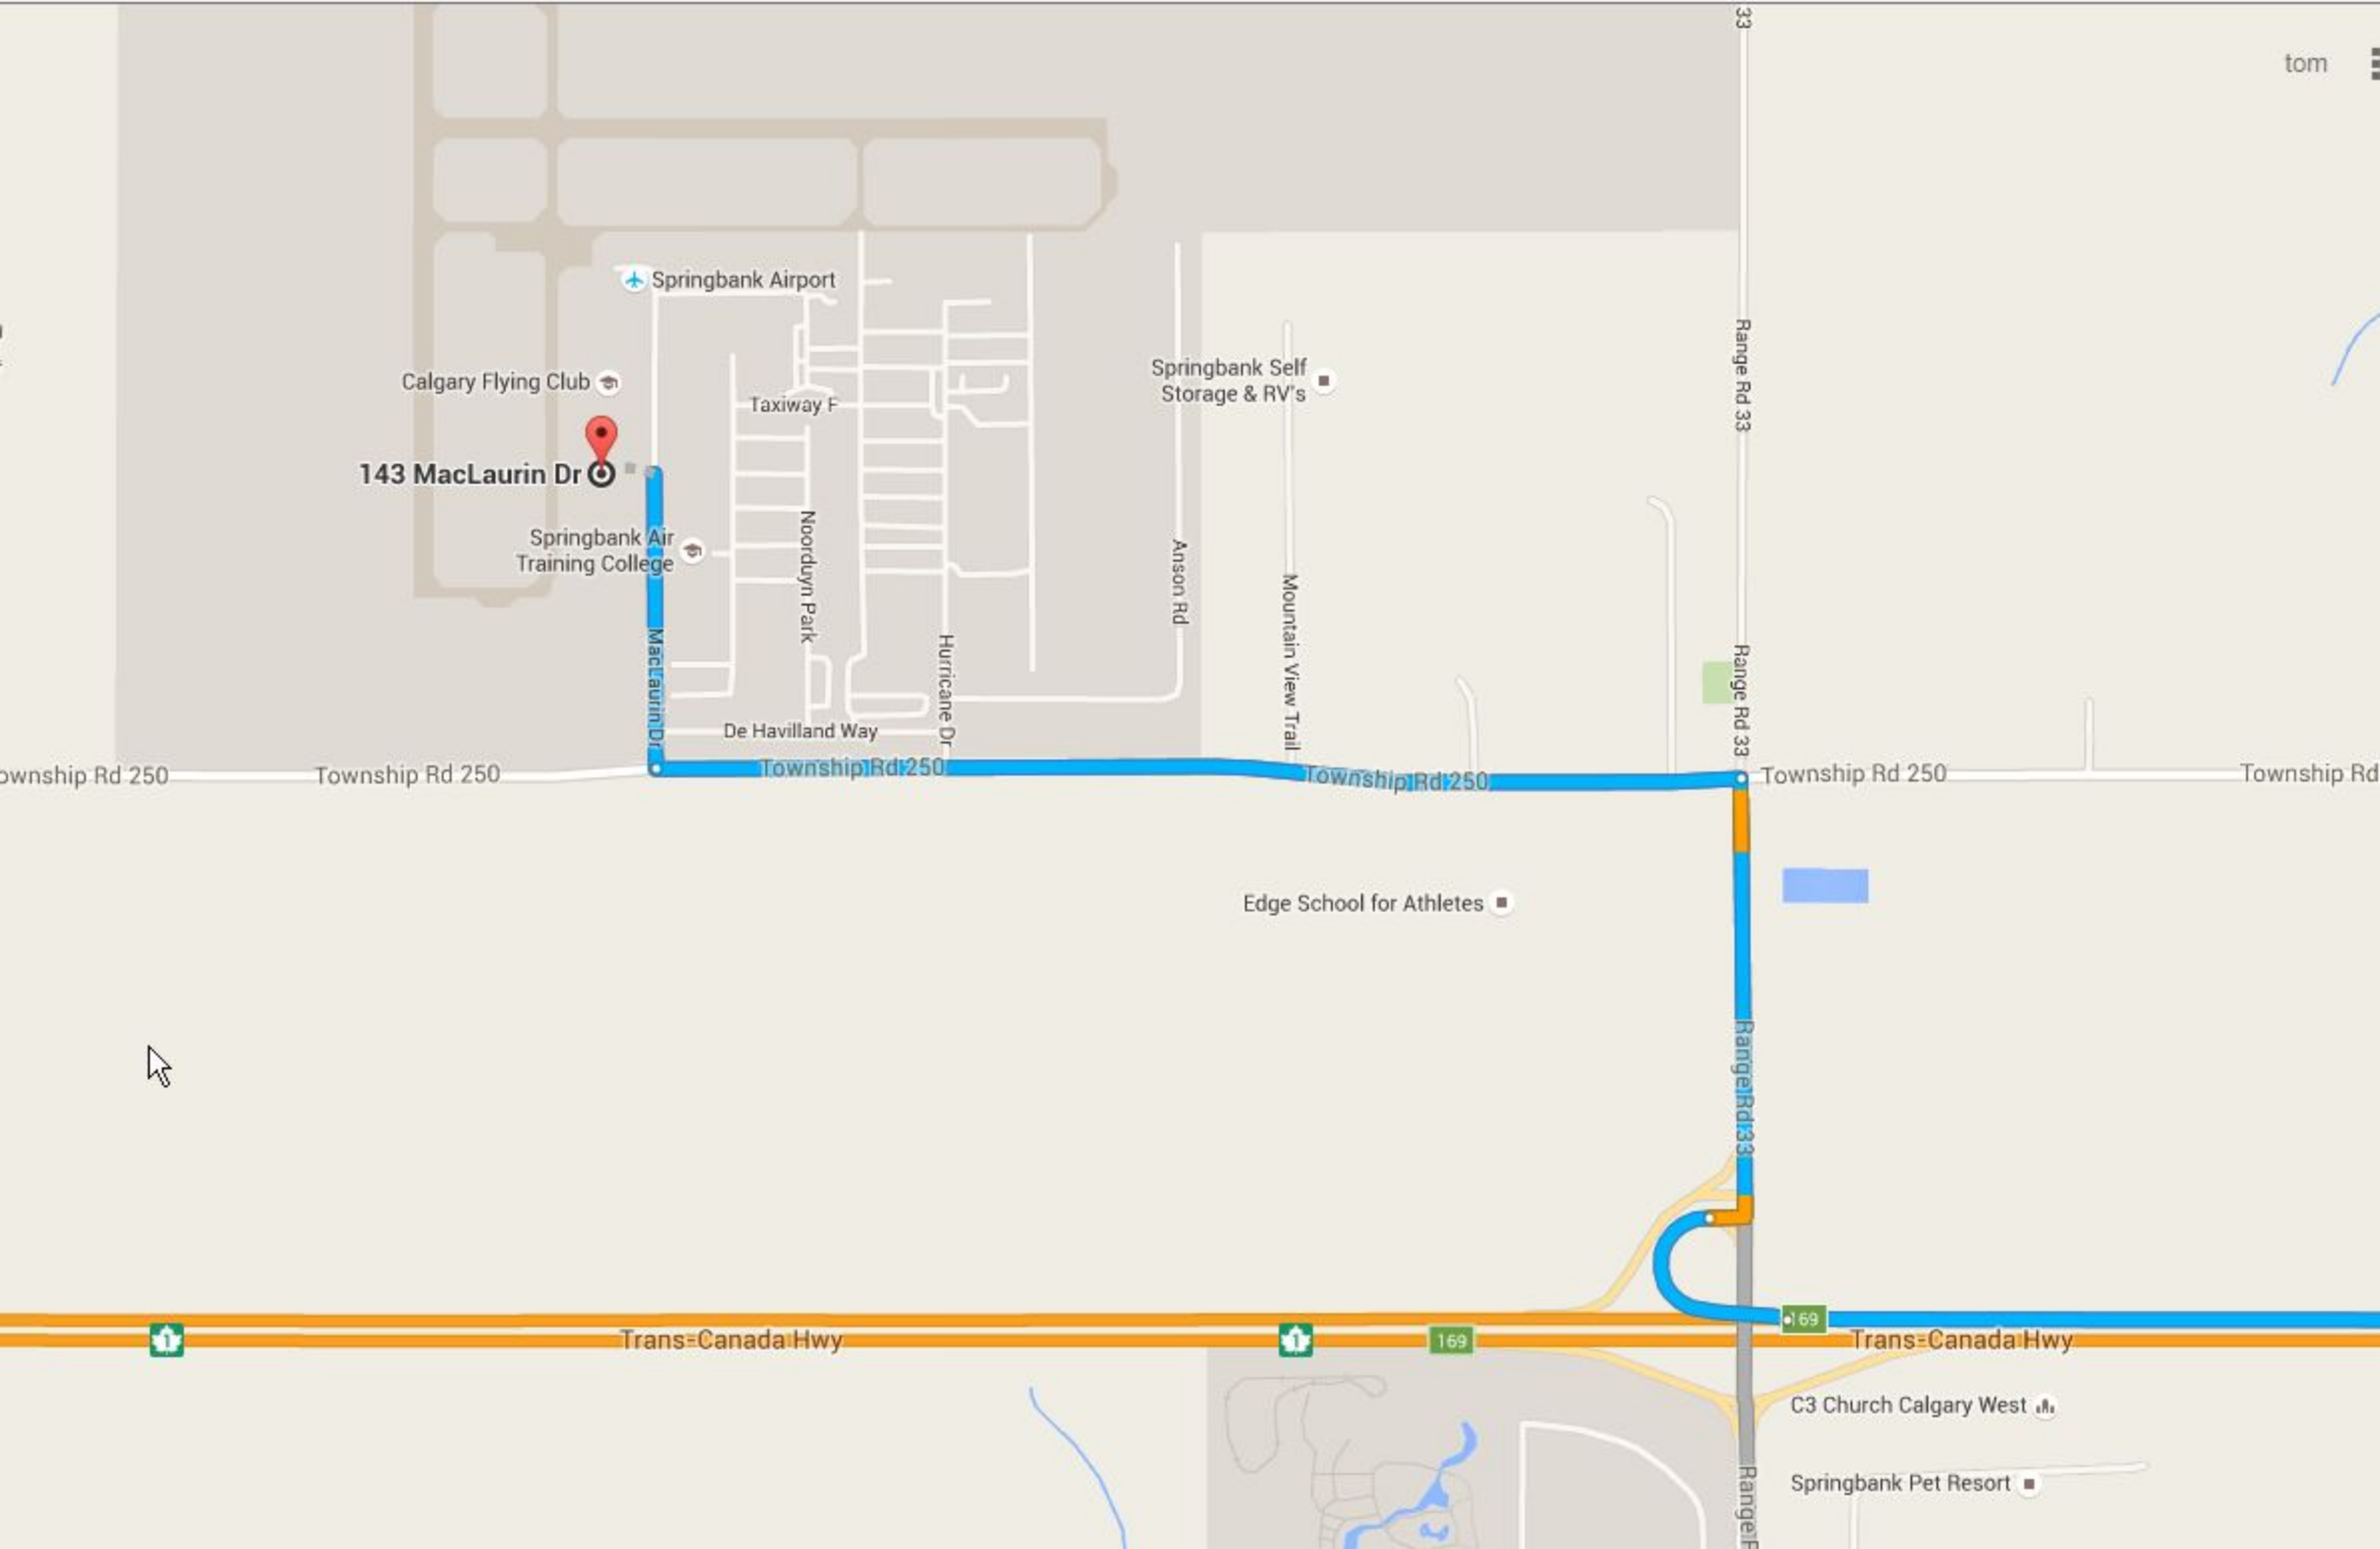 33
tom
Springbank Airport
Calgary Flying Club
Springbank Self
Storage & RV's
Range Rd 33
Taxiway F
143 MacLaurin Dr
Springbank Air
Training College
Noorduyn Park
Anson Rd
Mountain View Trail
MacLaurin Dr
Hurricane Dr
Range Rd 33
De Havilland Way
ownship Rd 250
Township Rd 250
Township Rd 250
Township Rd 250
Township Rd 250
Township Rd
Edge School for Athletes
Range Rd 33
169
1
Trans-Canada Hwy
1
169
Trans-Canada Hwy
C3 Church Calgary West
Springbank Pet Resort
Range R